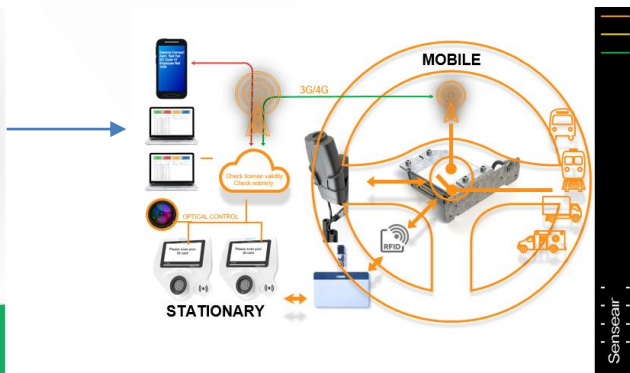 MOBILE
3G/4G
Check license validity
Check sobriety
OPTICAL CONTROL
Please scan your
ID card
Please scan your
ID card
RFID
STATIONARY
Senseair